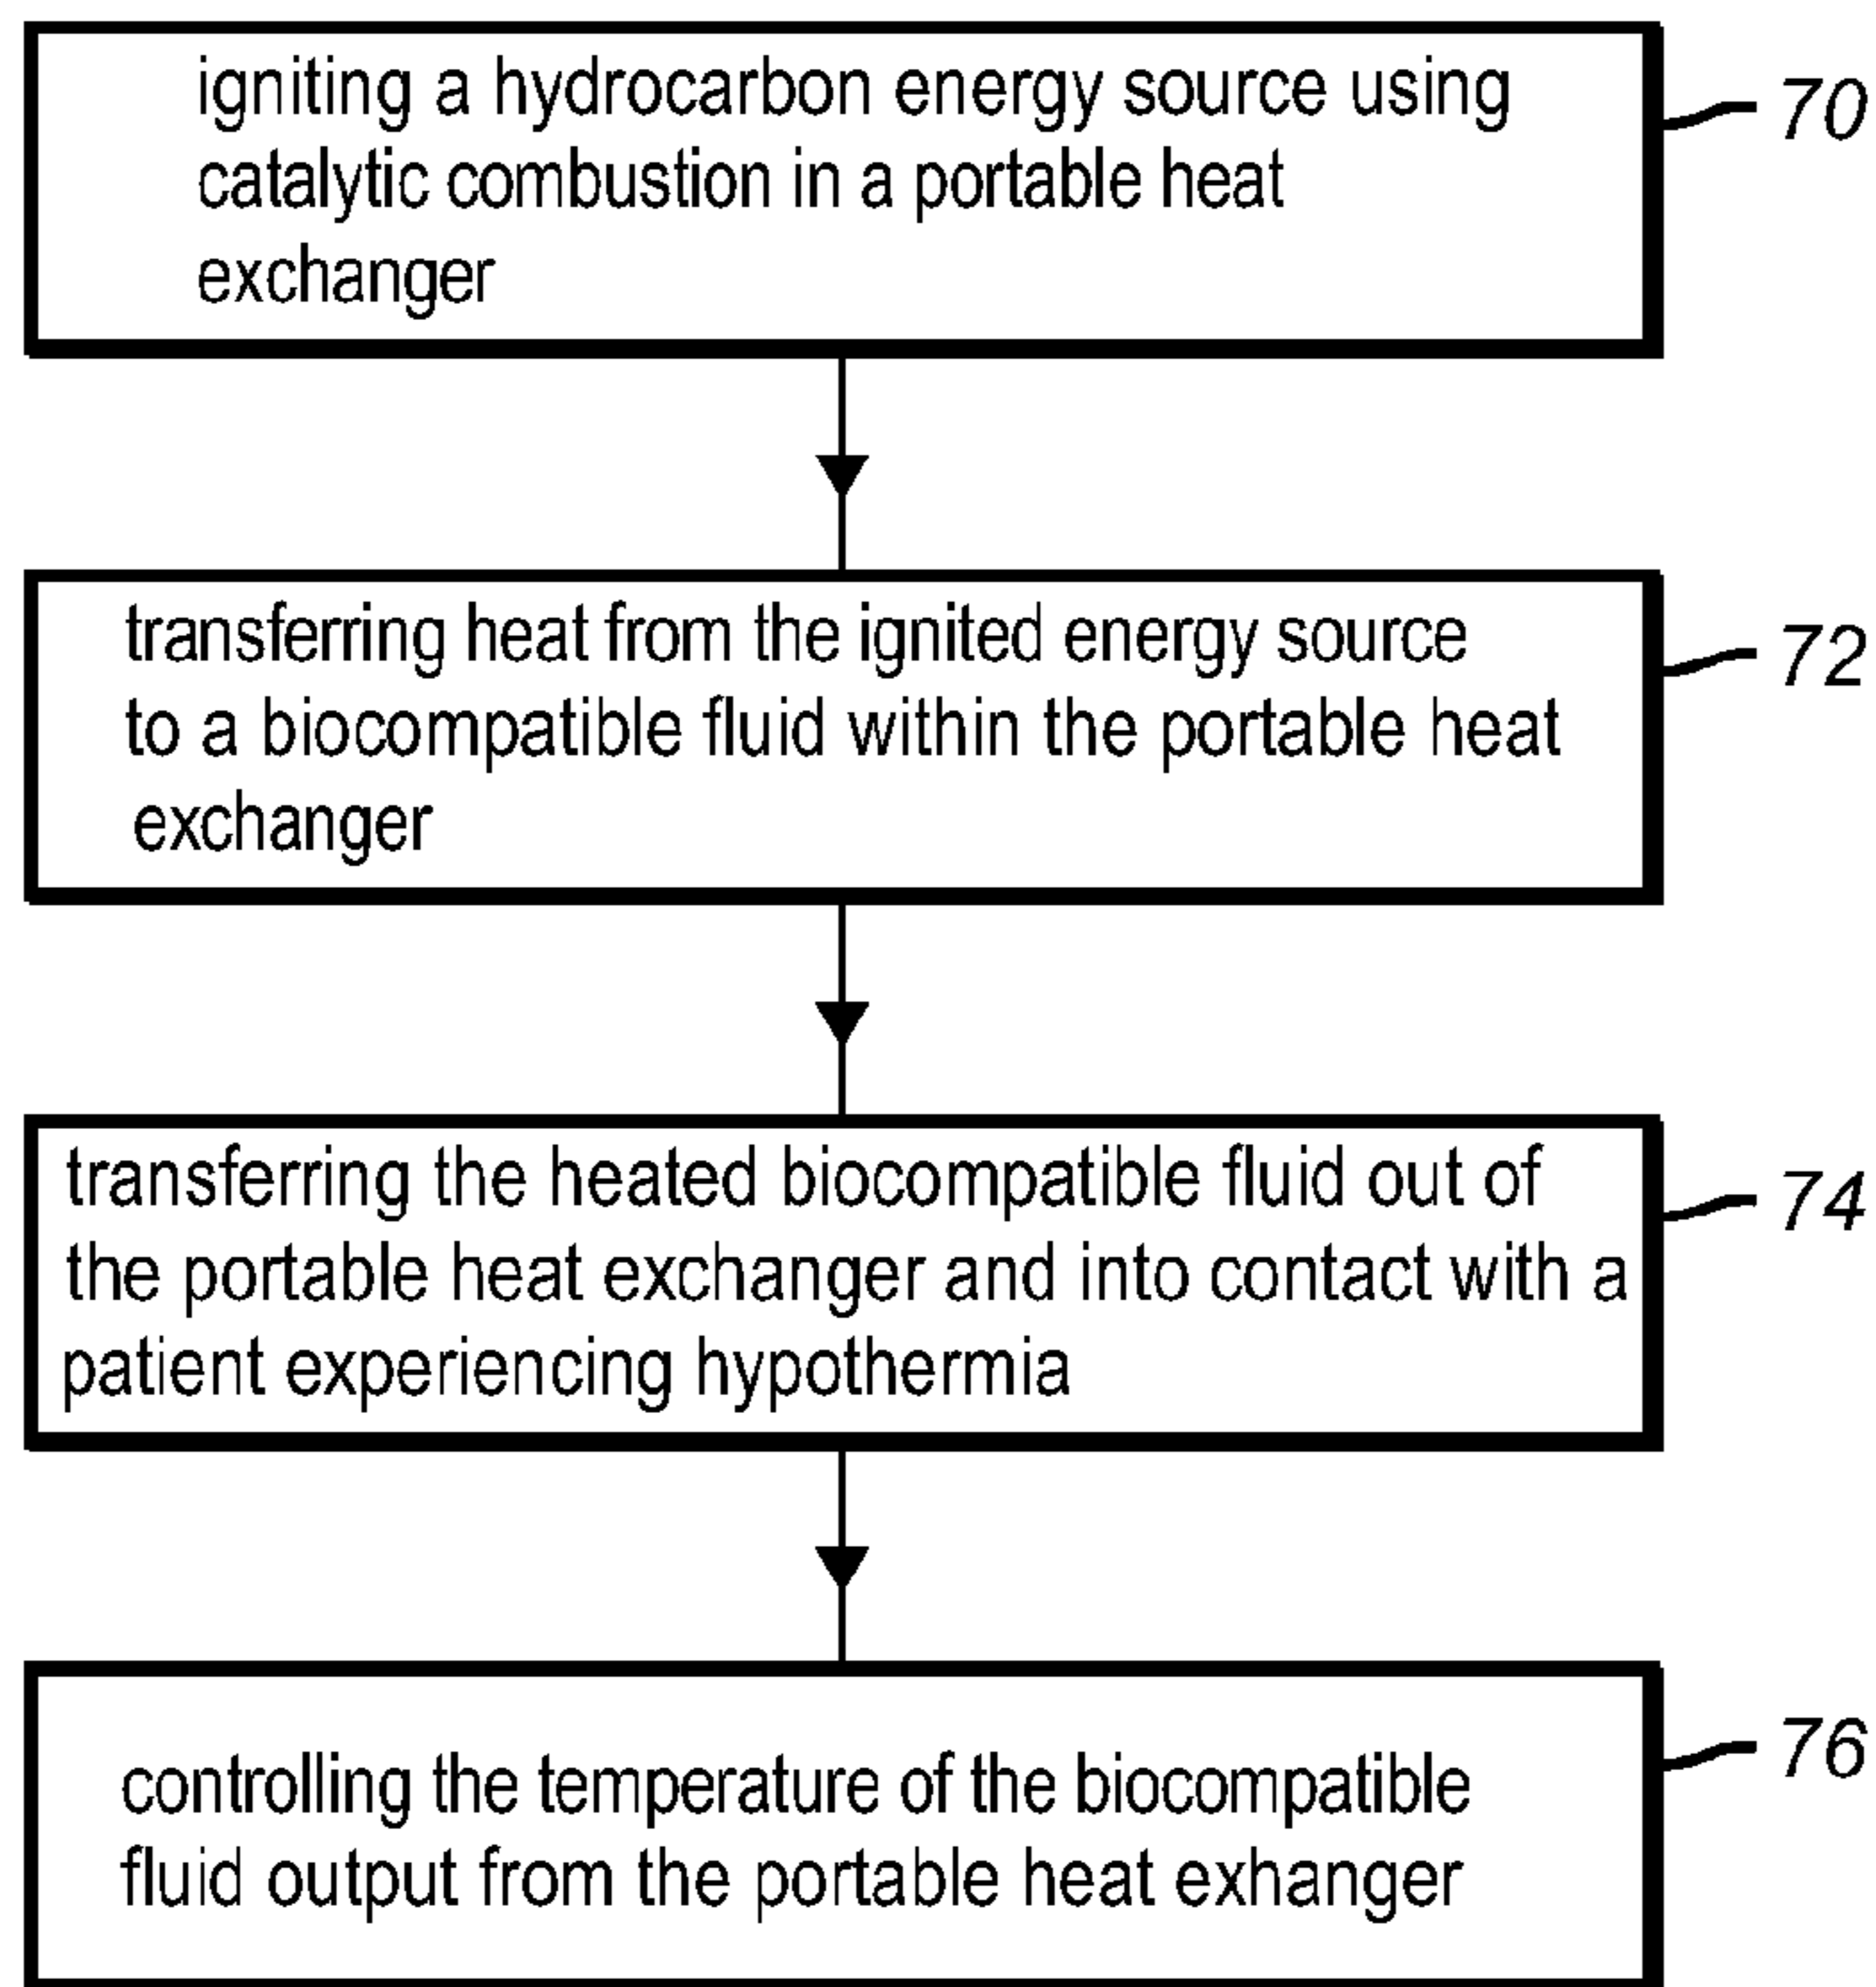 igniting a hydrocarbon energy source using
catalytic combustion in a portable heat
exchanger
70
transferring heat from the ignited energy source
to a biocompatible fluid within the portable heat
exchanger
72
transferring the heated biocompatible fluid out of
the portable heat exchanger and into contact with a
patient experiencing hypothermia
74
controlling the temperature of the biocompatible
fluid output from the portable heat exhanger
76